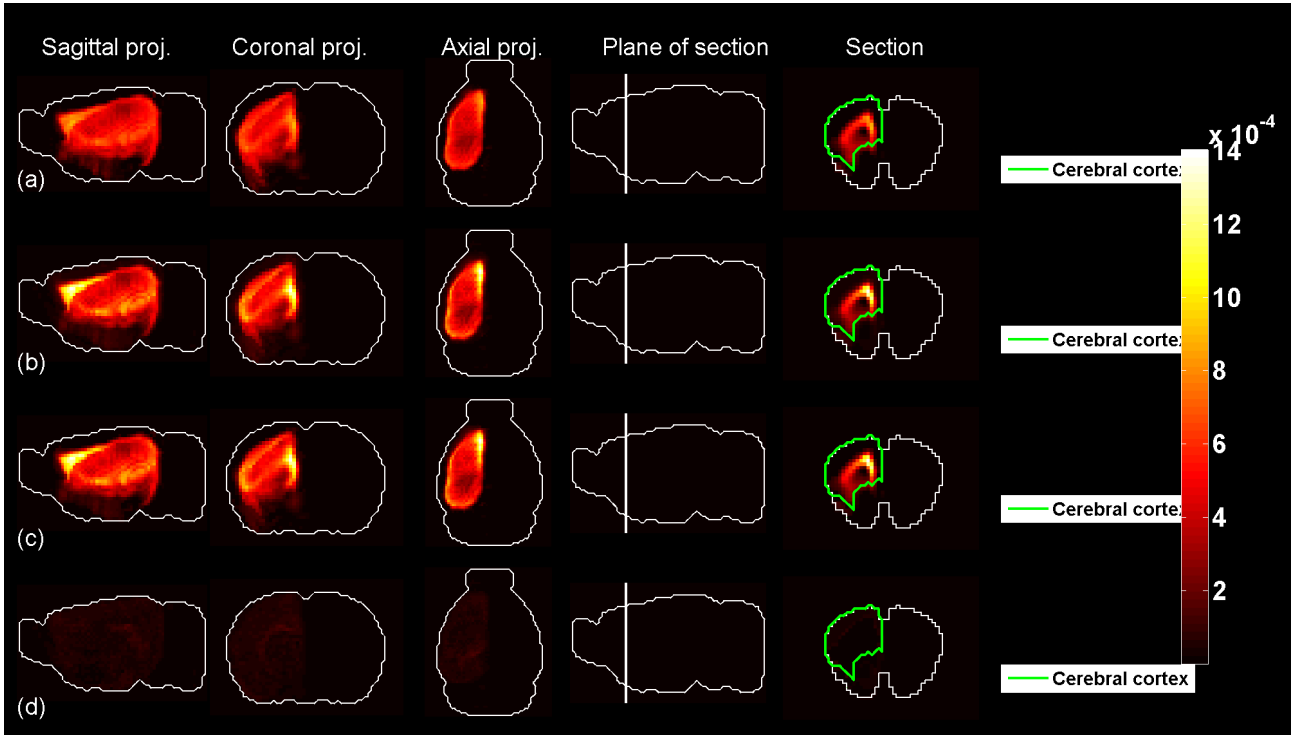 Sagittal proj. Coronal proj. Axial proj. Plane of section Section
x 10-4
14
(a) Cerebral cortex
12
10
(b) Cerebral cortex
8
6
(c) Cerebral cortex
4
2
(d) Cerebral cortex